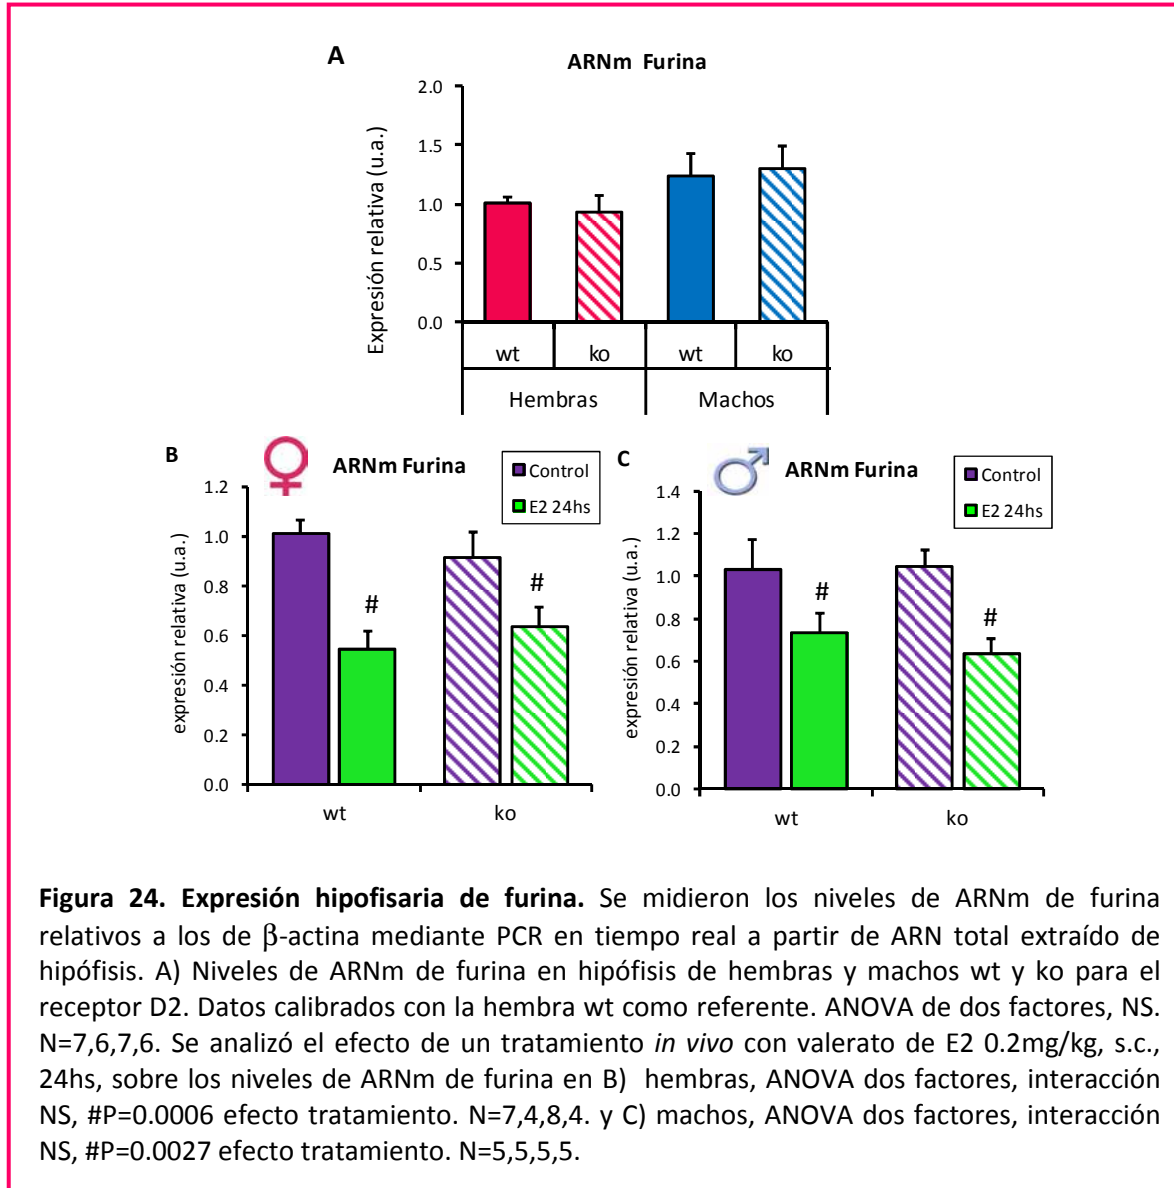 A
ARNm Furina
Expresión relativa (u.a.)
2.0
1.5
1.0
0.5
0.0
wt ko wt ko
Hembras Machos
B
ARNm Furina
Control
E2 24hs
expresión relativa (u.a.)
1.2
1.0
0.8
0.6
0.4
0.2
0.0
# #
wt ko
C
ARNm Furina
Control
E2 24hs
expresión relativa (u.a.)
1.4
1.2
1.0
0.8
0.6
0.4
0.2
0.0
# #
wt ko
Figura 24. Expresión hipofisaria de furina. Se midieron los niveles de ARNm de furina
relativos a los de β-actina mediante PCR en tiempo real a partir de ARN total extraído de
hipófisis. A) Niveles de ARNm de furina en hipófisis de hembras y machos wt y ko para el
receptor D2. Datos calibrados con la hembra wt como referente. ANOVA de dos factores, NS.
N=7,6,7,6. Se analizó el efecto de un tratamiento in vivo con valerato de E2 0.2mg/kg, s.c.,
24hs, sobre los niveles de ARNm de furina en B) hembras, ANOVA dos factores, interacción
NS, #P=0.0006 efecto tratamiento. N=7,4,8,4. y C) machos, ANOVA dos factores, interacción
NS, #P=0.0027 efecto tratamiento. N=5,5,5,5.